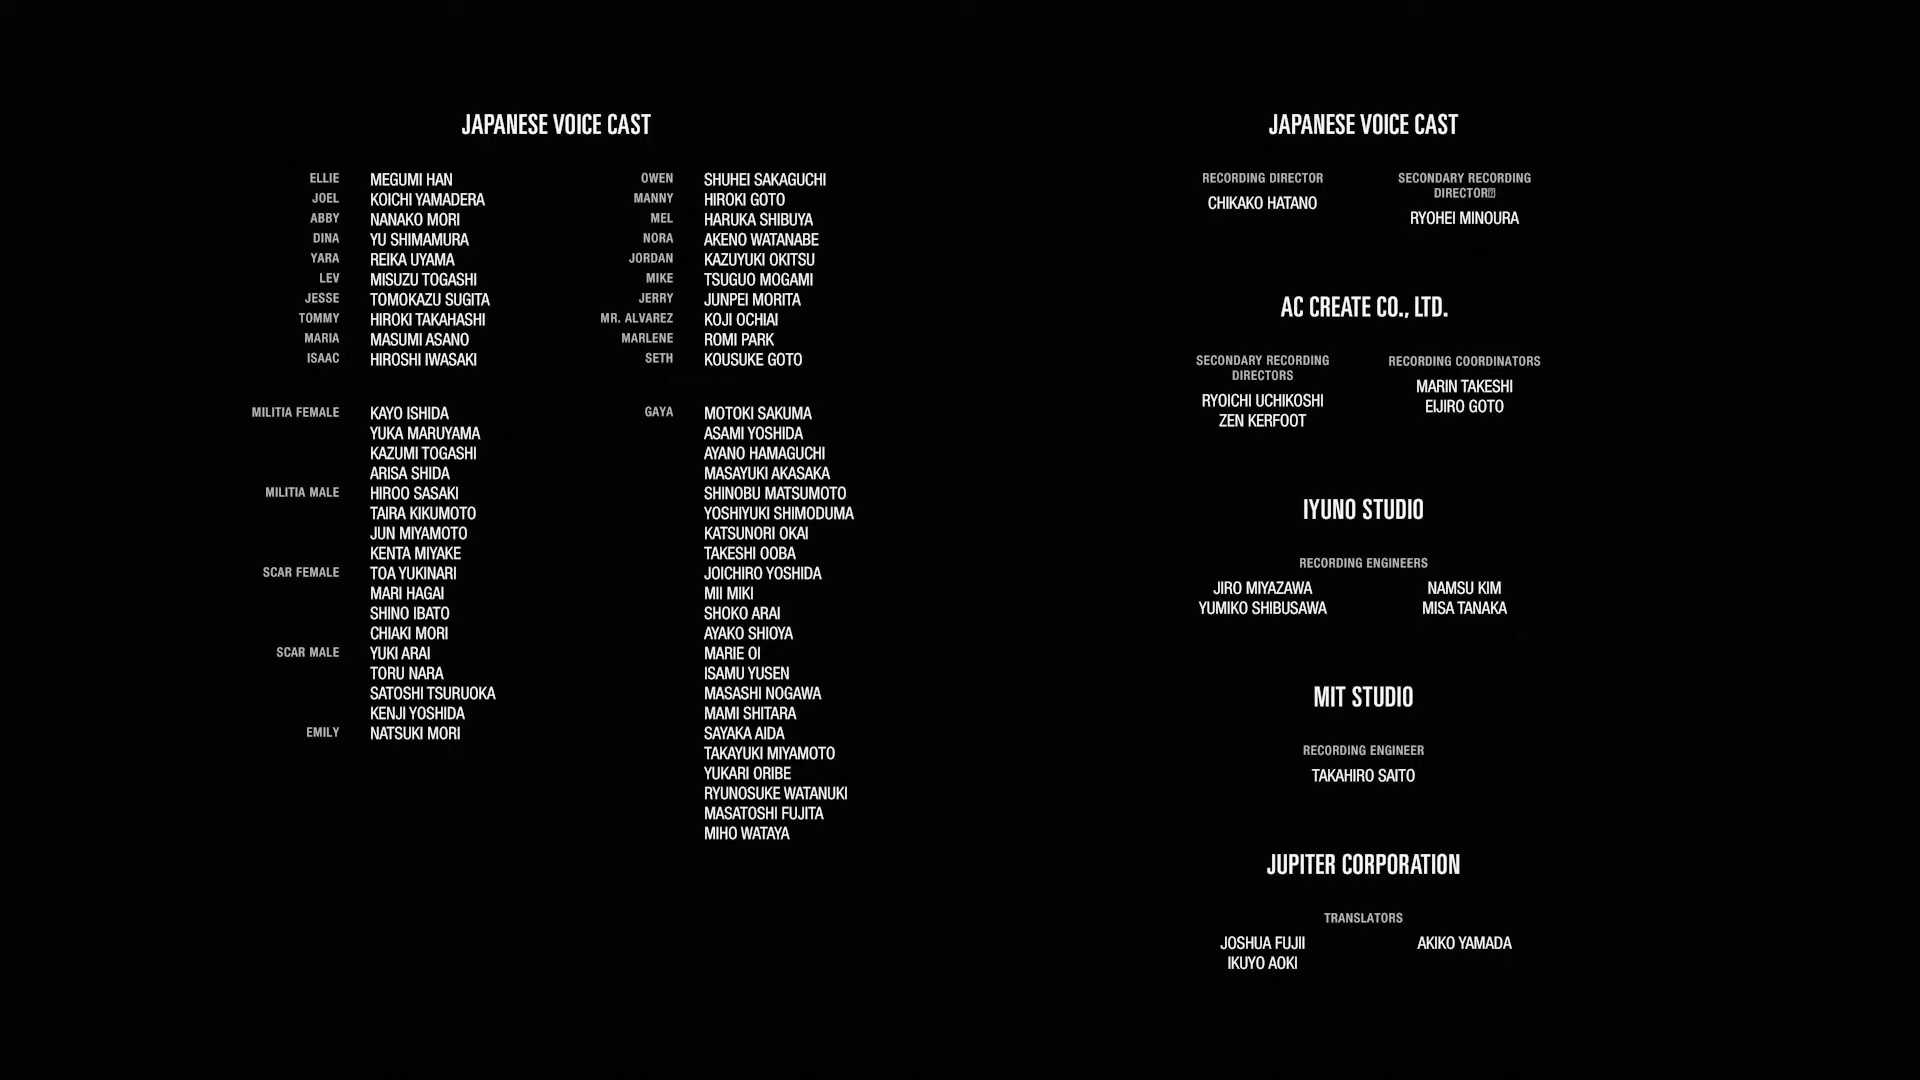 JAPANESE VOICE CAST
ELLIE MEGUMI HAN
JOEL KOICHI YAMADERA
ABBY NANAKO MORI
DINA YU SHIMAMURA
YARA REIKA UYAMA
LEV MISUZU TOGASHI
JESSE TOMOKAZU SUGITA
TOMMY HIROKI TAKAHASHI
MARIA MASUMI ASANO
ISAAC HIROSHI IWASAKI
MILITIA FEMALE KAYO ISHIDA
YUKA MARUYAMA
KAZUMI TOGASHI
ARISA SHIDA
MILITIA MALE HIROO SASAKI
TAIRA KIKUMOTO
JUN MIYAMOTO
KENTA MIYAKE
SCAR FEMALE TOA YUKINARI
MARI HAGAI
SHINO IBATO
CHIAKI MORI
SCAR MALE YUKI ARAI
TORU NARA
SATOSHI TSURUOKA
KENJI YOSHIDA
EMILY NATSUKI MORI
OWEN SHUHEI SAKAGUCHI
MANNY HIROKI GOTO
MEL HARUKA SHIBUYA
NORA AKENO WATANABE
JORDAN KAZUYUKI OKITSU
MIKE TSUGUO MOGAMI
JERRY JUNPEI MORITA
MR. ALVAREZ KOJI OCHIAI
MARLENE ROMI PARK
SETH KOUSUKE GOTO
GAYA MOTOKI SAKUMA
ASAMI YOSHIDA
AYANO HAMAGUCHI
MASAYUKI AKASAKA
SHINOBU MATSUMOTO
YOSHIYUKI SHIMODUMA
KATSUNORI OKAI
TAKESHI OOBA
JOICHIRO YOSHIDA
MII MIKI
SHOKO ARAI
AYAKO SHIOYA
MARIE OI
ISAMU YUSEN
MASASHI NOGAWA
MAMI SHITARA
SAYAKA AIDA
TAKAYUKI MIYAMOTO
YUKARI ORIBE
RYUNOSUKE WATANUKI
MASATOSHI FUJITA
MIHO WATAYA
JAPANESE VOICE CAST
RECORDING DIRECTOR
CHIKAKO HATANO
SECONDARY RECORDING
DIRECTOR
RYOHEI MINOURA
AC CREATE CO., LTD.
SECONDARY RECORDING
DIRECTORS
RYOICHI UCHIKOSHI
ZEN KERFOOT
RECORDING COORDINATORS
MARIN TAKESHI
EIJIRO GOTO
IYUNO STUDIO
RECORDING ENGINEERS
JIRO MIYAZAWA
YUMIKO SHIBUSAWA
NAMSU KIM
MISA TANAKA
MIT STUDIO
RECORDING ENGINEER
TAKAHIRO SAITO
JUPITER CORPORATION
TRANSLATORS
JOSHUA FUJII
IKUYO AOKI
AKIKO YAMADA